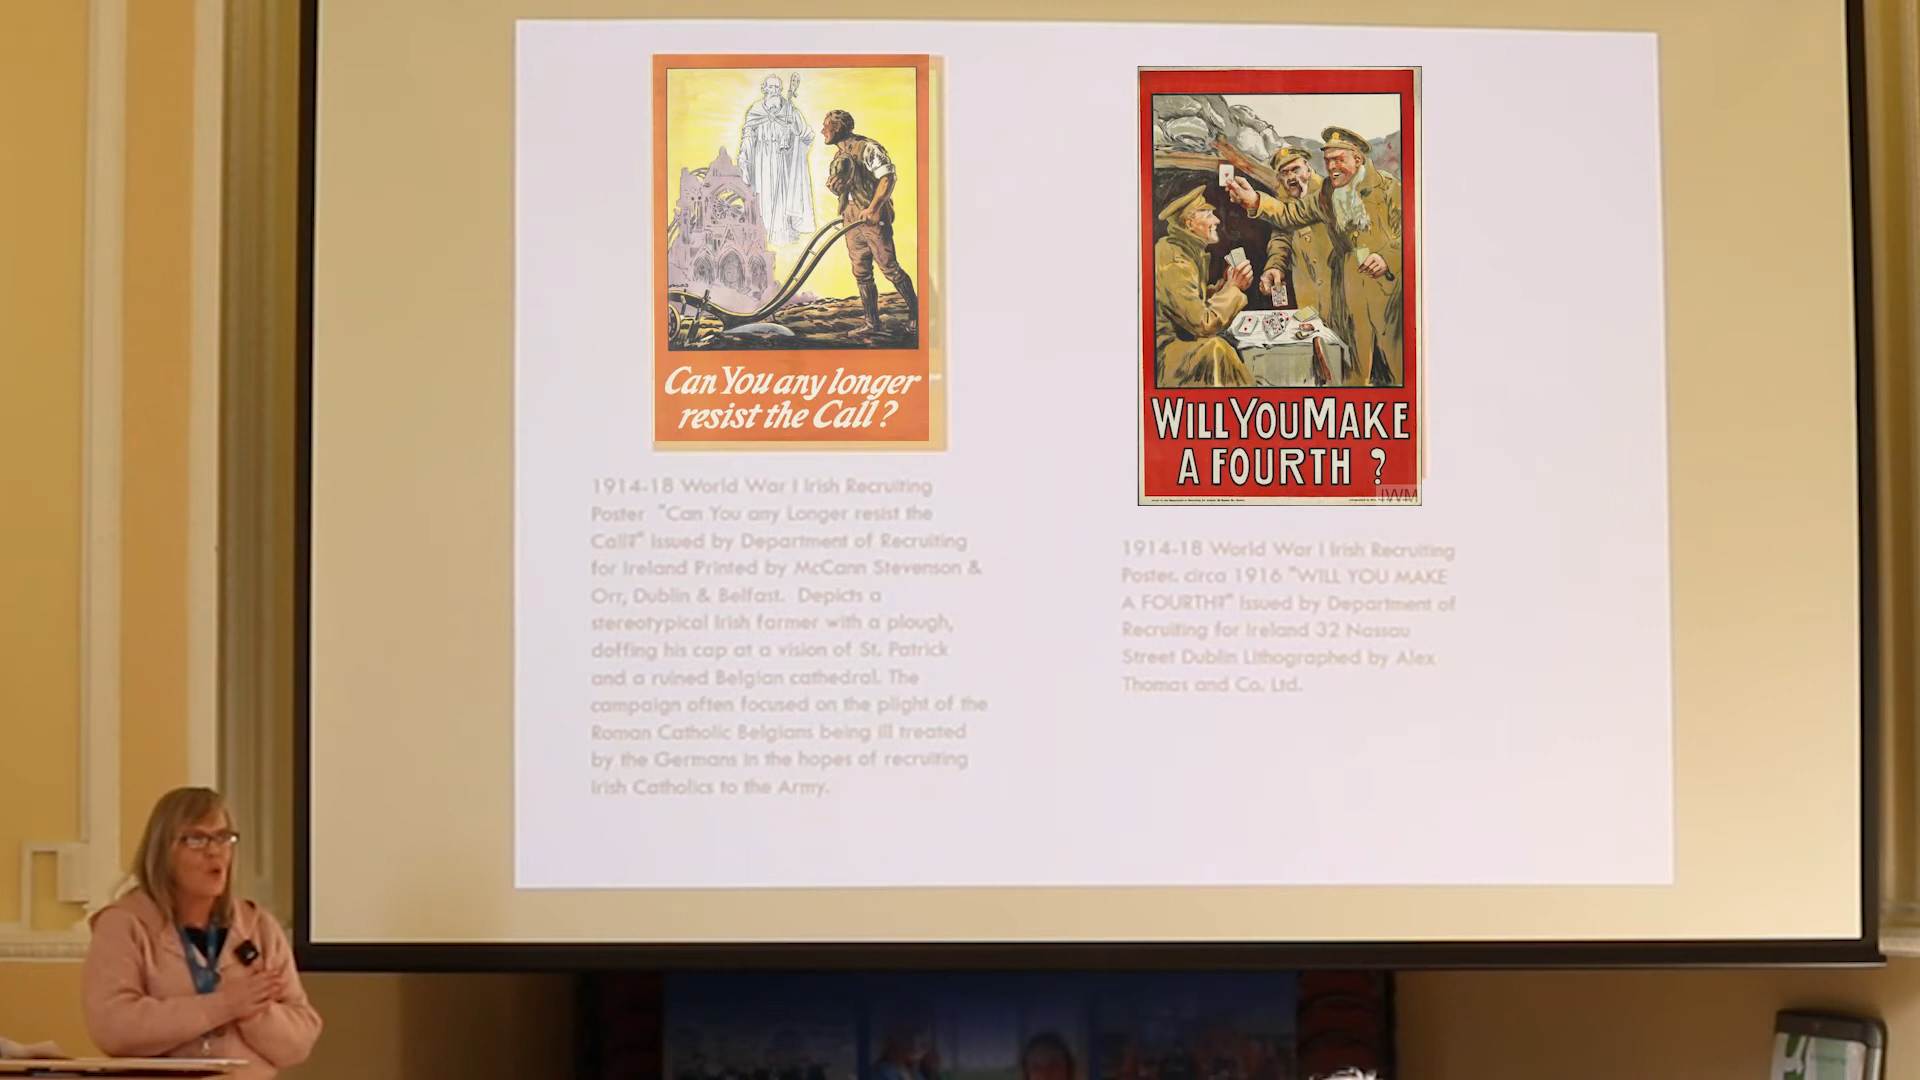 Can You any longer
resist the Call?
1914-18 World War I Irish Recruiting
Poster "Can You any Longer resist the
Call?" Issued by Department of Recruiting
for Ireland Printed by McCann Stevenson &
Orr, Dublin & Belfast. Depicts a
stereotypical Irish farmer with a plough,
doffing his cap at a vision of St. Patrick
and a ruined Belgian cathedral. The
campaign often focused on the plight of the
Roman Catholic Belgians being ill treated
by the Germans in the hopes of recruiting
Irish Catholics to the Army.
WILL YOU MAKE
A FOURTH ?
IWM
1914-18 World War I Irish Recruiting
Poster. circa 1916 "WILL YOU MAKE
A FOURTH?" Issued by Department of
Recruiting for Ireland 32 Nassau
Street Dublin Lithographed by Alex
Thomas and Co. Ltd.